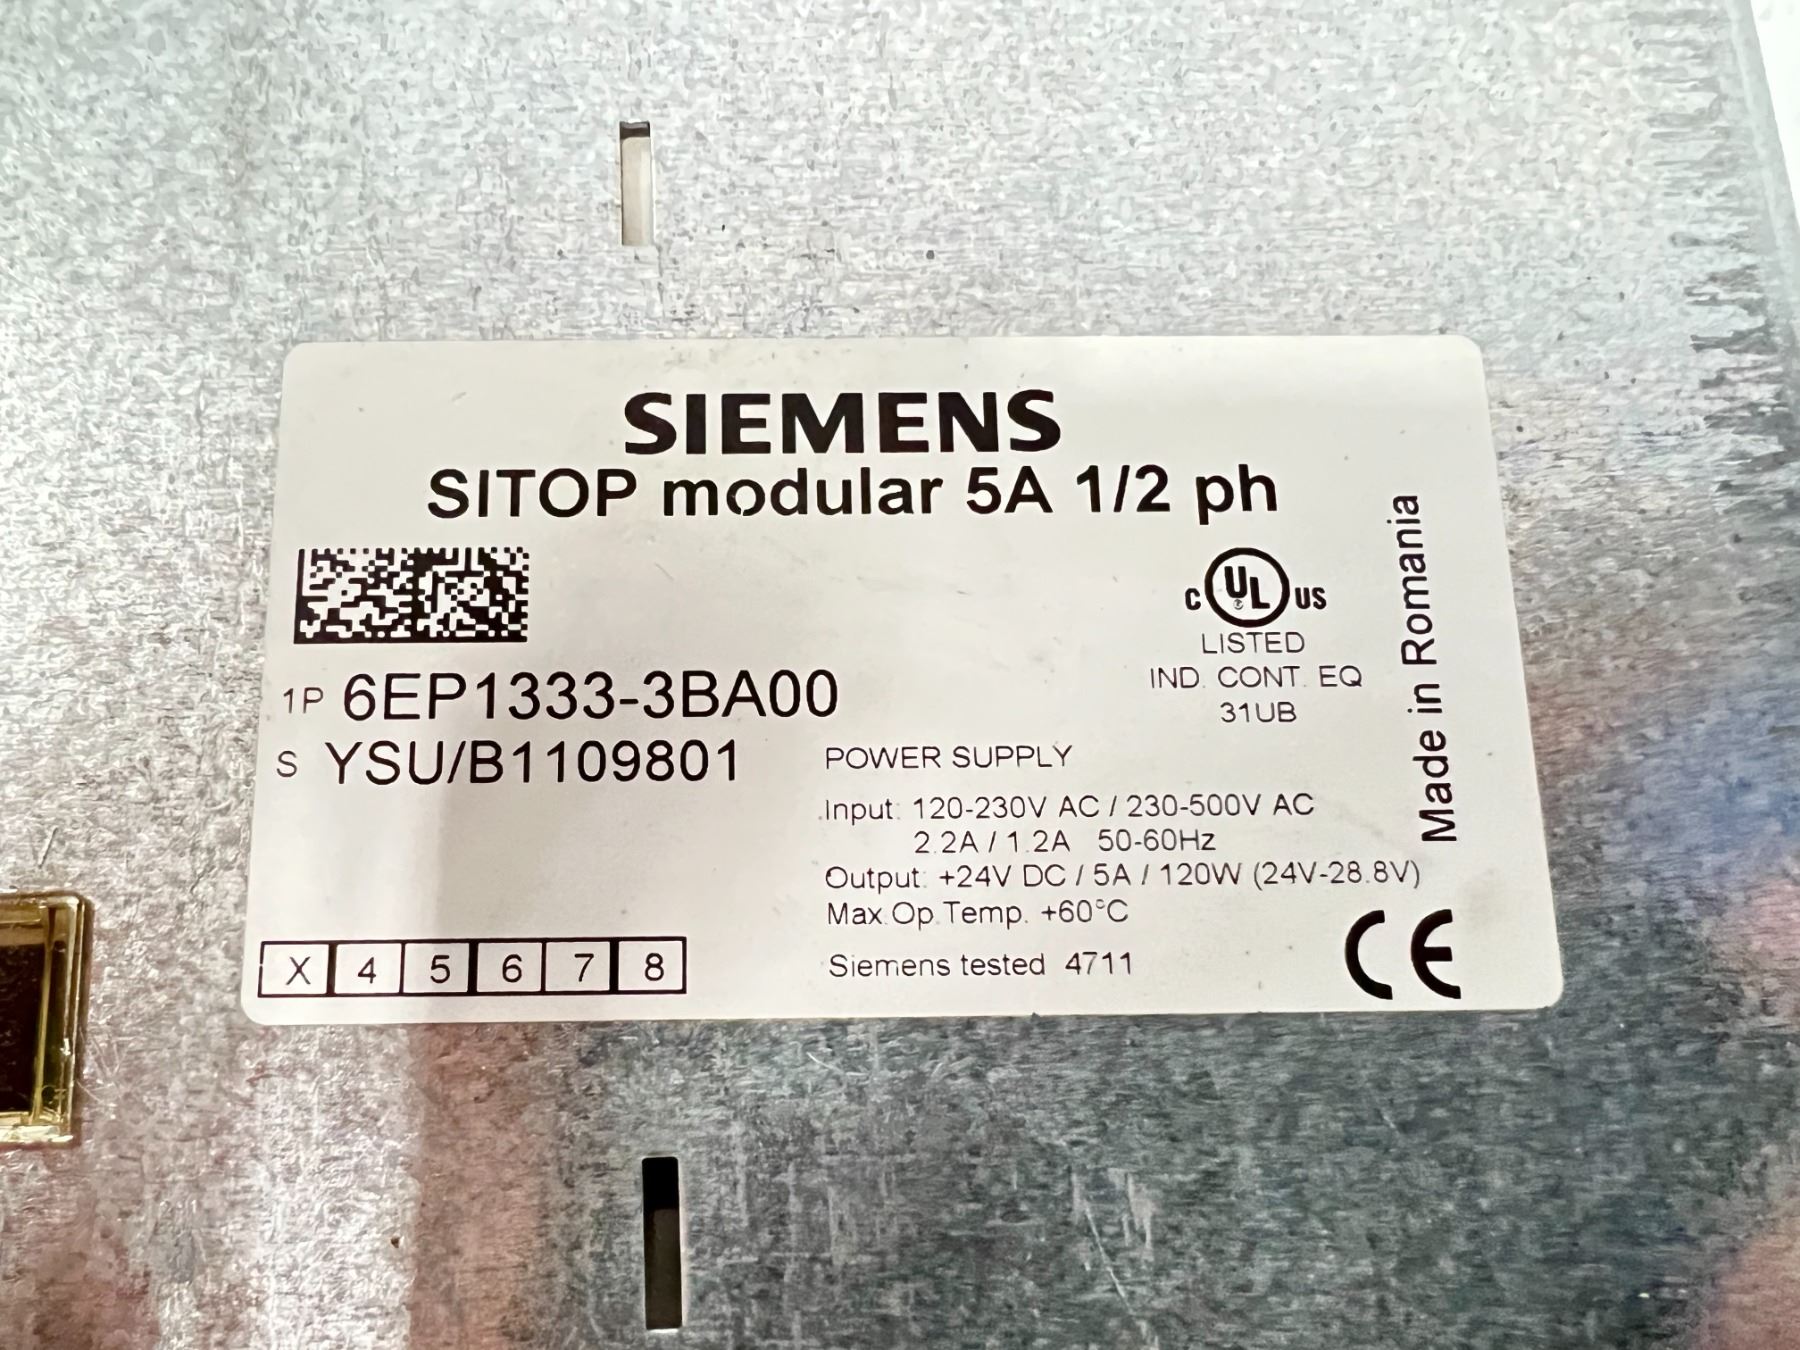 SIEMENS
SITOP modular 5A 1/2 ph
C UL US
LISTED
IND. CONT. EQ
31UB
Made in Romania
1P 6EP1333-3BA00
S YSU/B1109801
POWER SUPPLY
Input: 120-230V AC / 230-500V AC
2.2A / 1.2A 50-60Hz
Output: +24V DC / 5A / 120W (24V-28.8V)
Max.Op.Temp. +60°C
Siemens tested 4711
X 4 5 6 7 8
CE